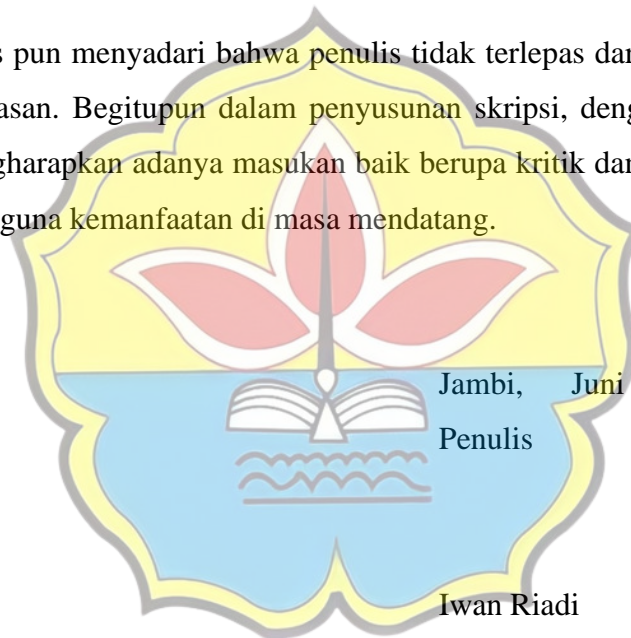 s pun menyadari bahwa penulis tidak terlepas dar
asan. Begitupun dalam penyusunan skripsi, deng
gharapkan adanya masukan baik berupa kritik dar
guna kemanfaatan di masa mendatang.
Jambi, Juni
Penulis
Iwan Riadi